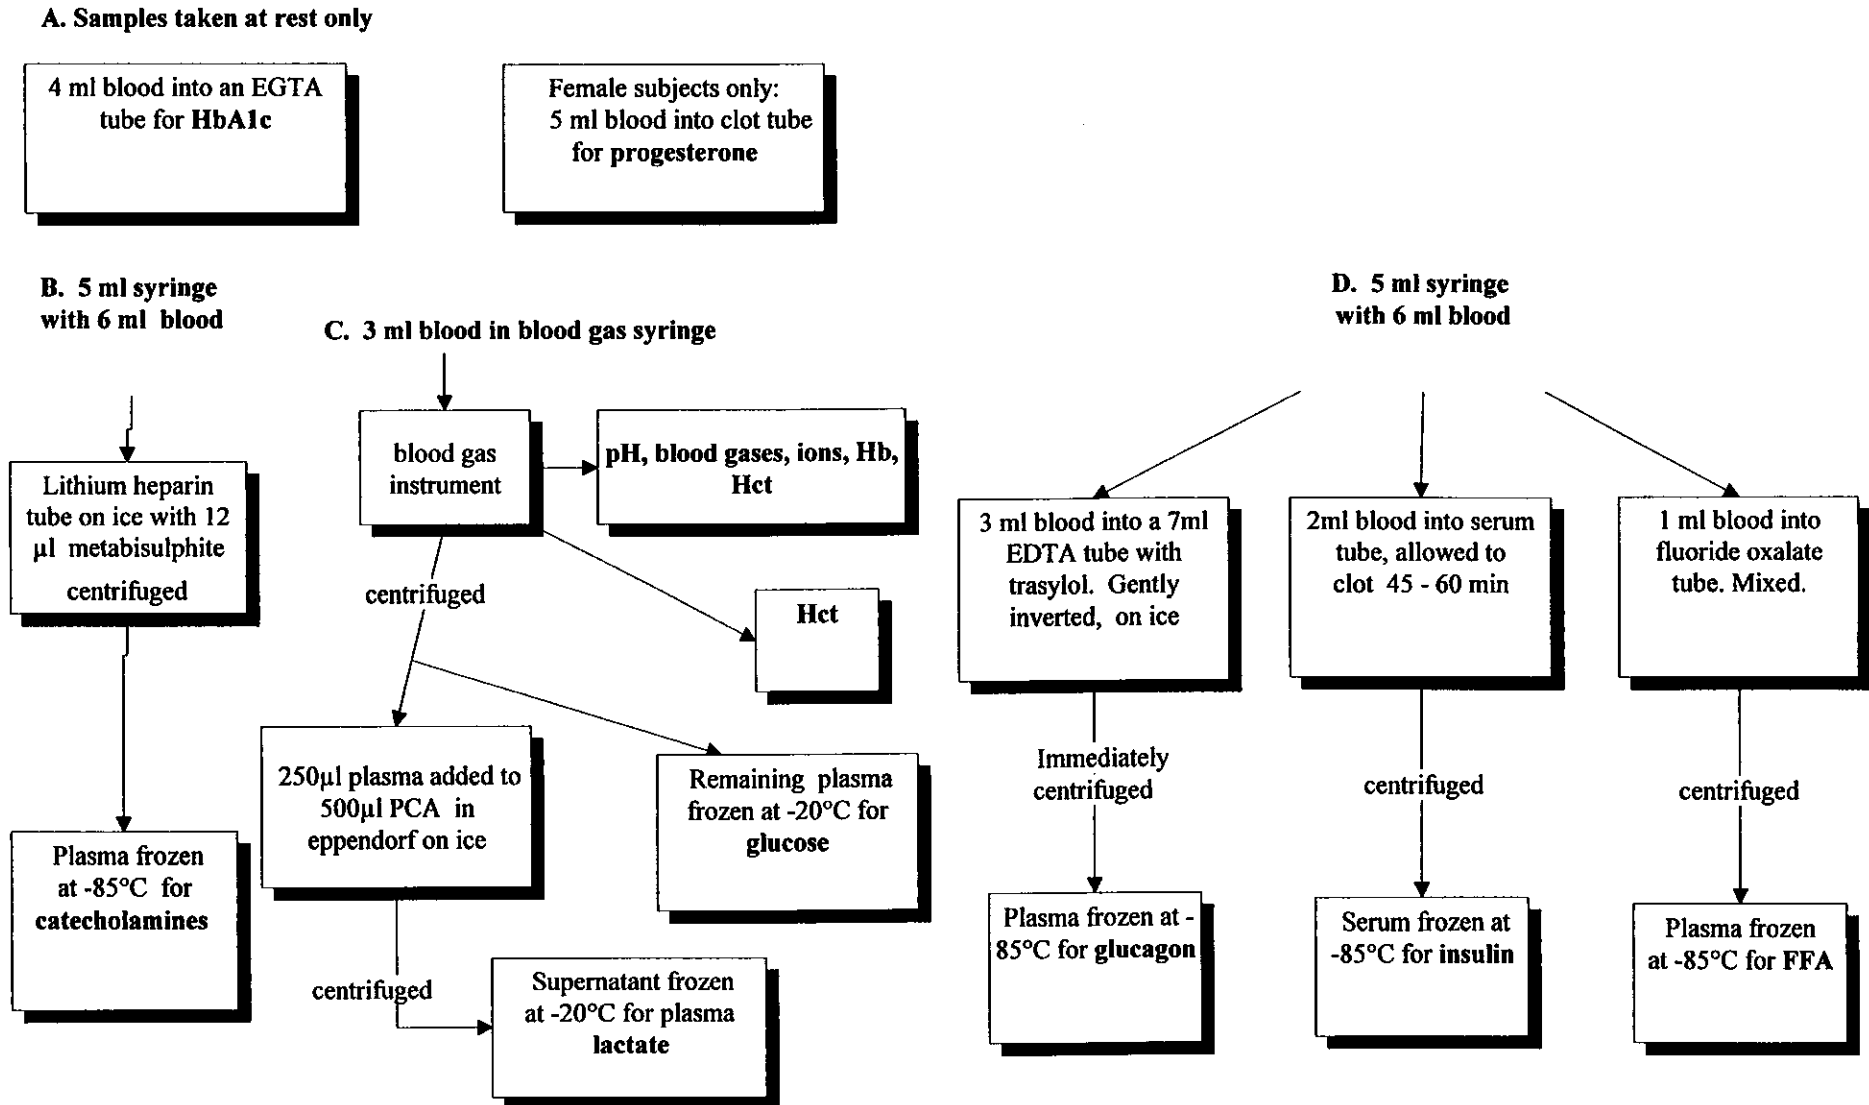 A. Samples taken at rest only
4 ml blood into an EGTA
tube for HbA1c
Female subjects only:
5 ml blood into clot tube
for progesterone
B. 5 ml syringe
with 6 ml blood
Lithium heparin
tube on ice with 12
µl metabisulphite
centrifuged
Plasma frozen
at -85°C for
catecholamines
C. 3 ml blood in blood gas syringe
blood gas
instrument
pH, blood gases, ions, Hb,
Hct
Hct
centrifuged
250µl plasma added to
500µl PCA in
eppendorf on ice
Remaining plasma
frozen at -20°C for
glucose
centrifuged
Supernatant frozen
at -20°C for plasma
lactate
D. 5 ml syringe
with 6 ml blood
3 ml blood into a 7ml
EDTA tube with
trasylol. Gently
inverted, on ice
Immediately
centrifuged
Plasma frozen at -
85°C for glucagon
2ml blood into serum
tube, allowed to
clot 45 - 60 min
centrifuged
Serum frozen at
-85°C for insulin
1 ml blood into
fluoride oxalate
tube. Mixed.
centrifuged
Plasma frozen
at -85°C for FFA